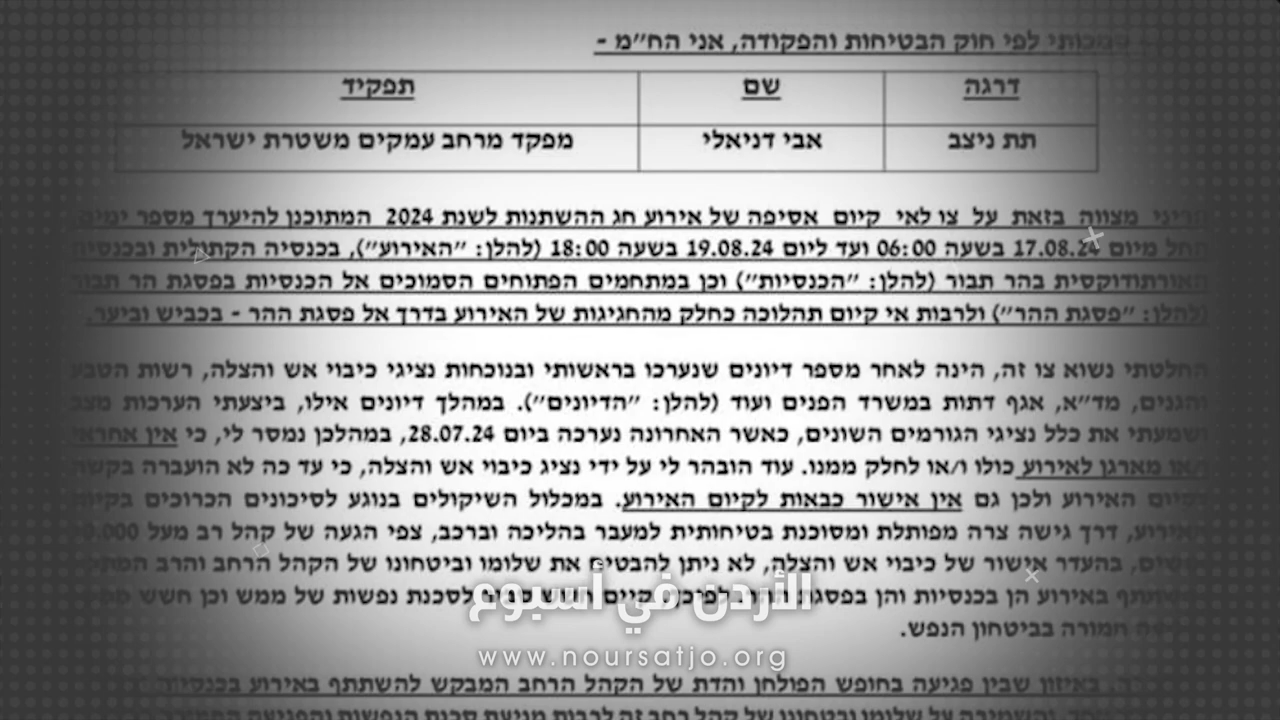 לפי חוק הבטיחות והפקודה, אני הח״מ -
דרגה שם תפקיד
תת ניצב אבי דניאלי מפקד מרחב עמקים משטרת ישראל
מצווה בזאת על צו לאי קיום אסיפה של אירוע חג ההשתנות לשנת 2024 המתוכנן להיערך מספר
מיום 17.08.24 בשעה 06:00 ועד ליום 19.08.24 בשעה 18:00 (להלן: ״האירוע״), בכנסיה הקתולית
האורתודוקסית בהר תבור (להלן: ״הכנסיות״) וכן במתחמים הפתוחים הסמוכים אל הכנסיות בפסגת הר תבור
(להלן: ״פסגת ההר״) ולרבות אי קיום תהלוכה כחלק מהחגיגות של האירוע בדרך אל פסגת ההר - בכביש וביער.
החלטתי נשוא צו זה, הינה לאחר מספר דיונים שנערכו בראשותי ובנוכחות נציגי כיבוי אש והצלה, רשות הטבע
והגנים, מד״א, אגף דתות במשרד הפנים ועוד (להלן: ״הדיונים״). במהלך דיונים אילו, ביצעתי הערכות מצב
ושמעתי את כלל נציגי הגורמים השונים, כאשר האחרונה נערכה ביום 28.07.24, במהלכן נמסר לי, כי אין אחראי
ו/או מארגן לאירוע כולו ו/או לחלק ממנו. עוד הובהר לי על ידי נציג כיבוי אש והצלה, כי עד כה לא הועברה
האירוע ולכן גם אין אישור כבאות לקיום האירוע. במכלול השיקולים בנוגע לסיכונים הכרוכים בקיום
האירוע, דרך גישה צרה מפותלת ומסוכנת בטיחותית למעבר בהליכה וברכב, צפי הגעה של קהל רב מעל
בהעדר אישור של כיבוי אש והצלה, לא ניתן להבטיח את שלומו וביטחונו של הקהל הרחב והרב
באירוע הן בכנסיות והן בפסגת קיים לסכנת נפשות של ממש וכן חשש
חמורה בביטחון הנפש.
الأردن في أسبوع
www.noursatjo.org
באיזון שבין פגיעה בחופש הפולחן והדת של הקהל הרחב המבקש להשתתף באירוע